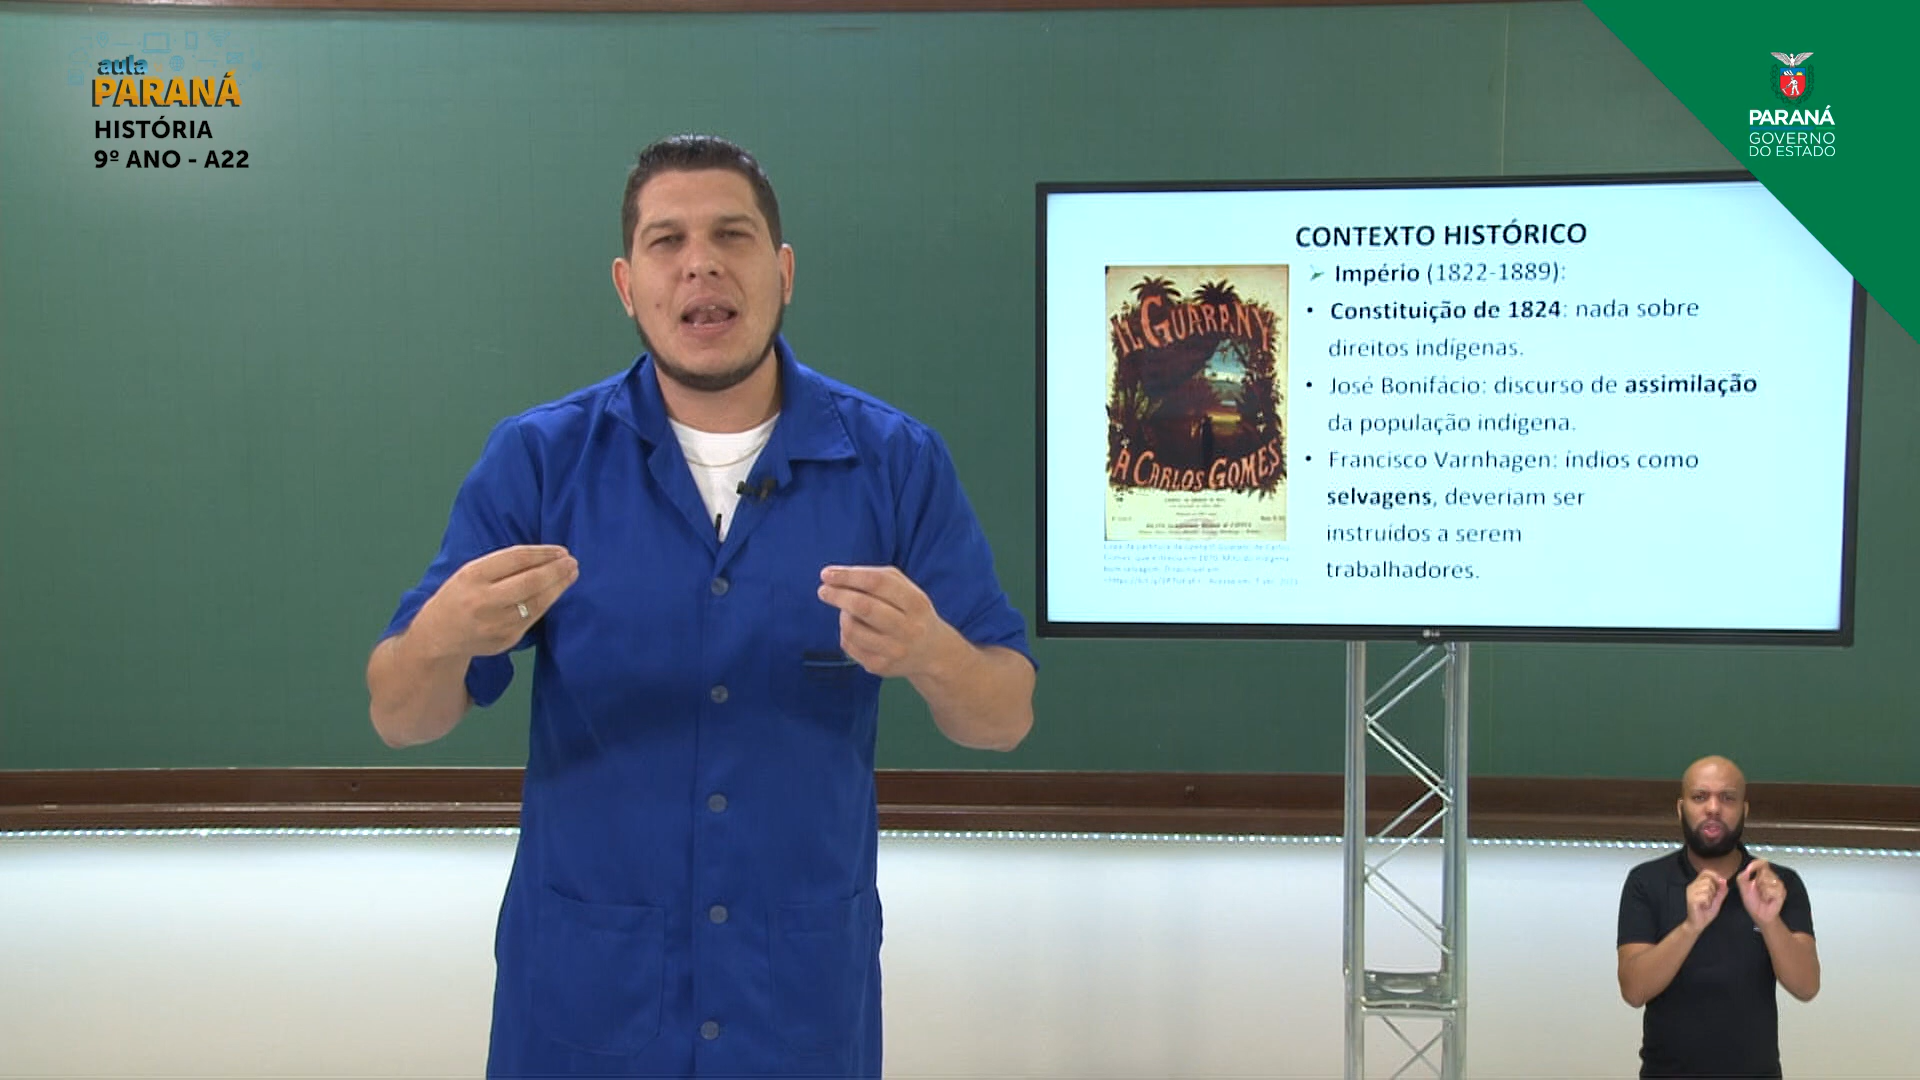 aula
PARANÁ
HISTÓRIA
9º ANO - A22
PARANÁ
GOVERNO
DO ESTADO
CONTEXTO HISTÓRICO
Império (1822-1889):
• Constituição de 1824: nada sobre
direitos indígenas.
• José Bonifácio: discurso de assimilação
da população indígena.
• Francisco Varnhagen: índios como
selvagens, deveriam ser
instruídos a serem
trabalhadores.
IL GUARANY
À CARLOS GOMES
LG